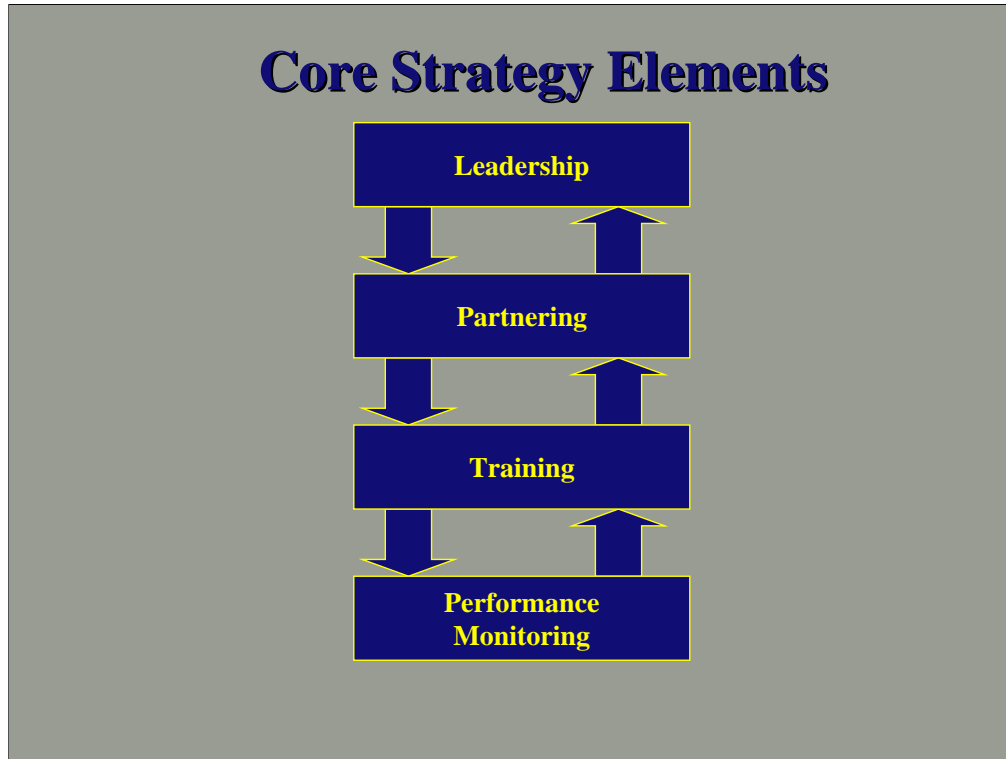 Core Strategy Elements
Leadership
Partnering
Training
Performance
Monitoring